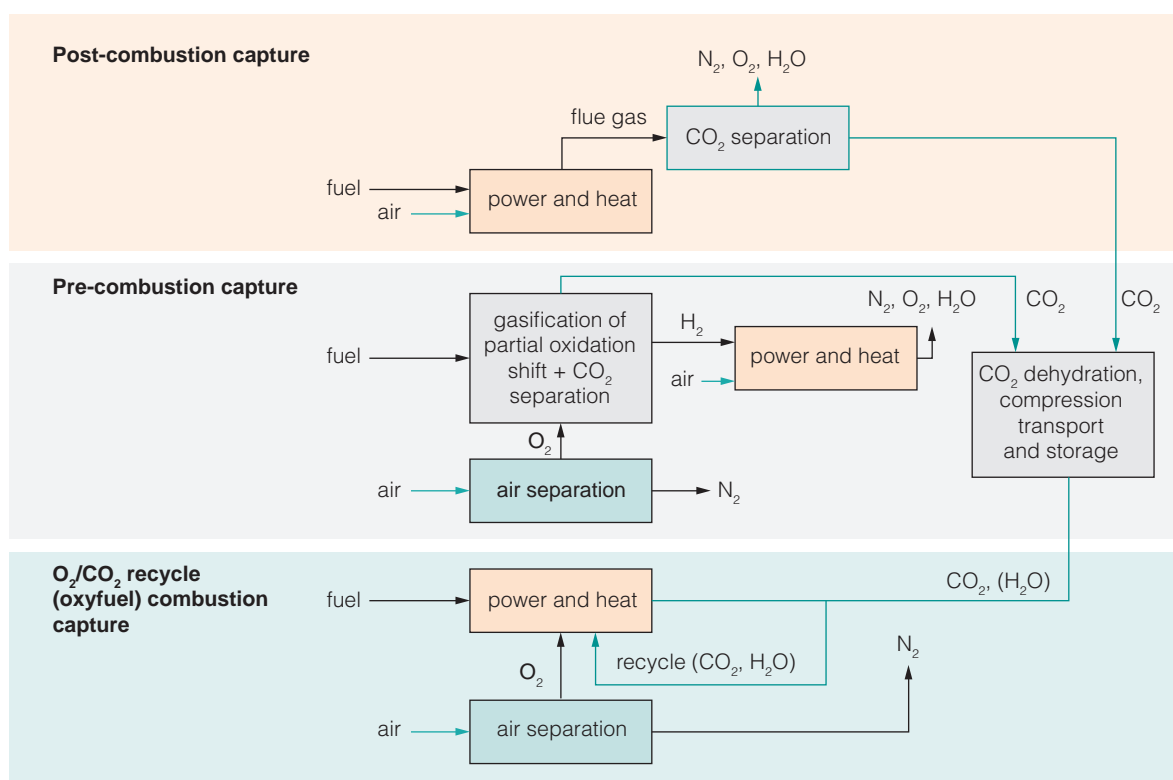 Post-combustion capture
N₂, O₂, H₂O
flue gas
CO₂ separation
fuel
air
power and heat
Pre-combustion capture
gasification of
partial oxidation
shift + CO₂
separation
fuel
H₂
air
power and heat
N₂, O₂, H₂O
CO₂
CO₂
CO₂ dehydration,
compression
transport
and storage
O₂
air
air separation
N₂
O₂/CO₂ recycle
(oxyfuel) combustion
capture
fuel
power and heat
CO₂, (H₂O)
recycle (CO₂, H₂O)
N₂
O₂
air
air separation